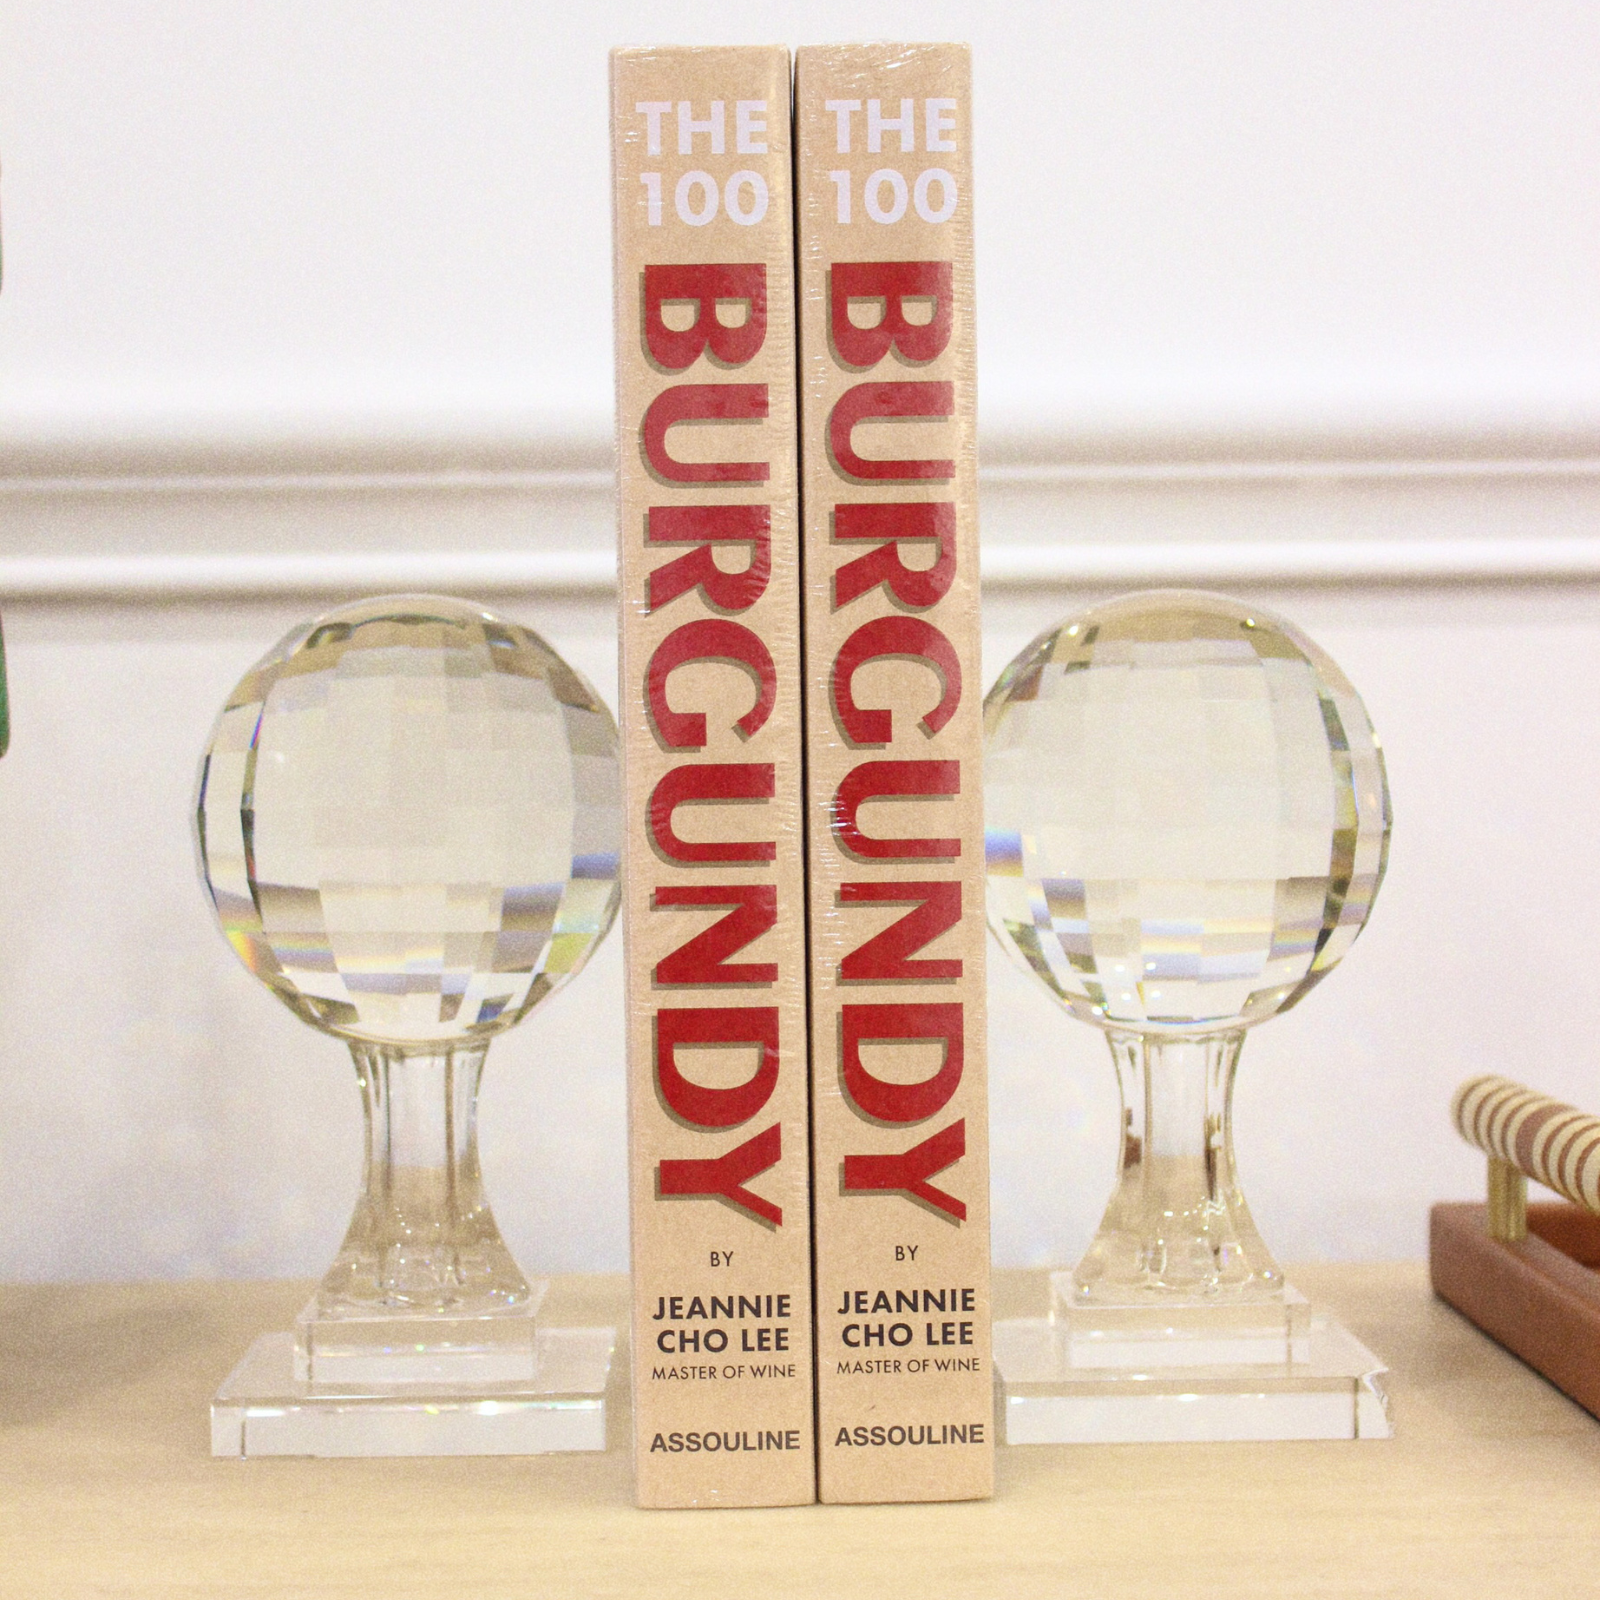 THE
100
BURGUNDY
BY
JEANNIE
CHO LEE
MASTER OF WINE
ASSOULINE
THE
100
BURGUNDY
BY
JEANNIE
CHO LEE
MASTER OF WINE
ASSOULINE